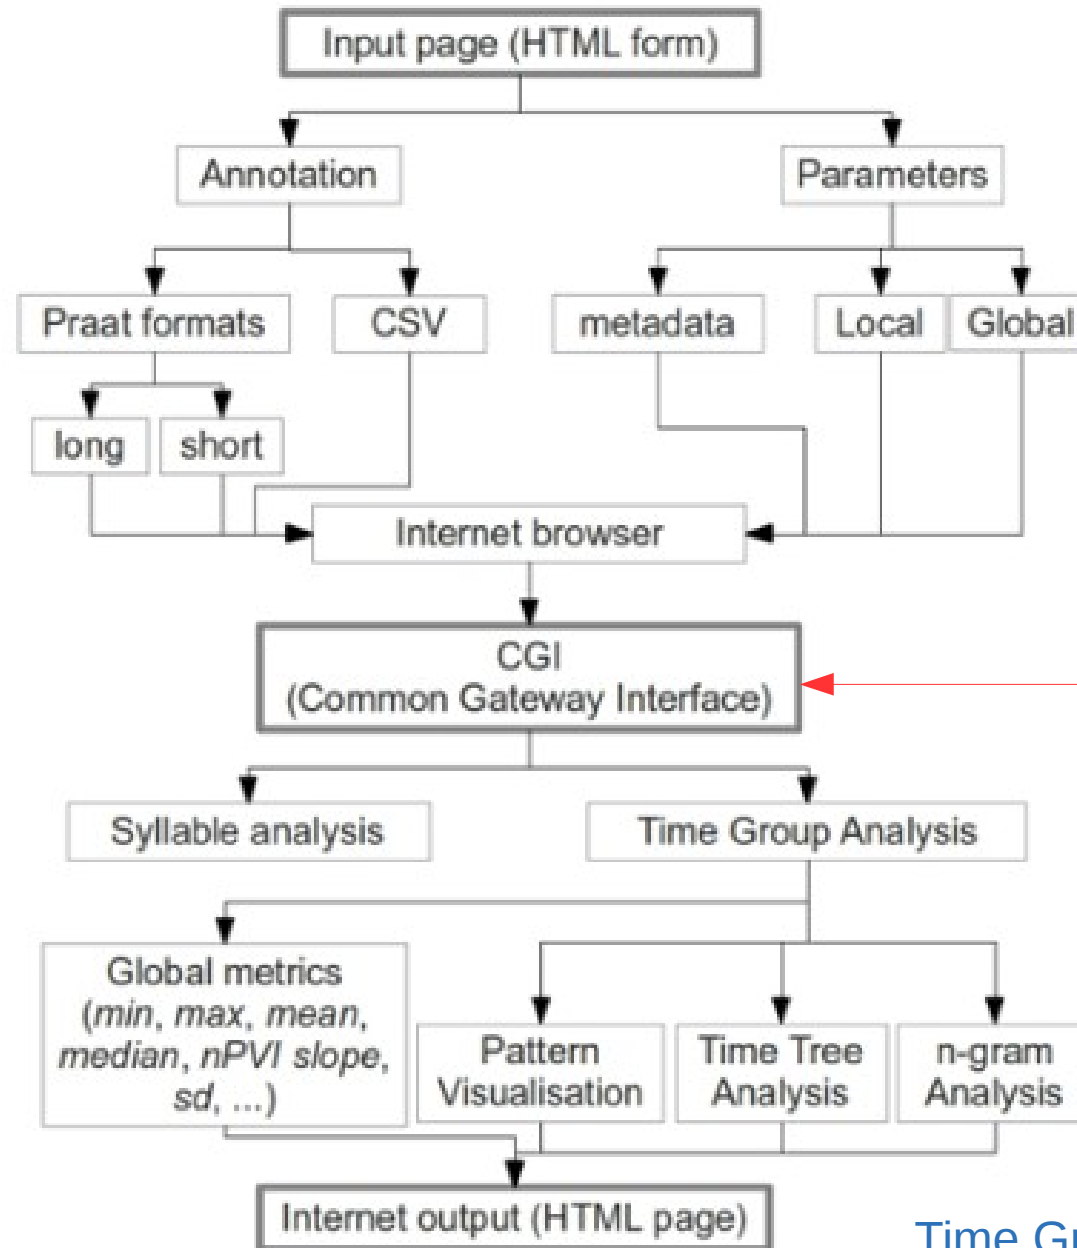 Input page (HTML form)
Annotation
Parameters
Praat formats
CSV
metadata
Local
Global
long
short
Internet browser
CGI
(Common Gateway Interface)
Syllable analysis
Time Group Analysis
Global metrics
(min, max, mean,
median, nPVI slope,
sd, ...)
Pattern
Visualisation
Time Tree
Analysis
n-gram
Analysis
Internet output (HTML page)
Time